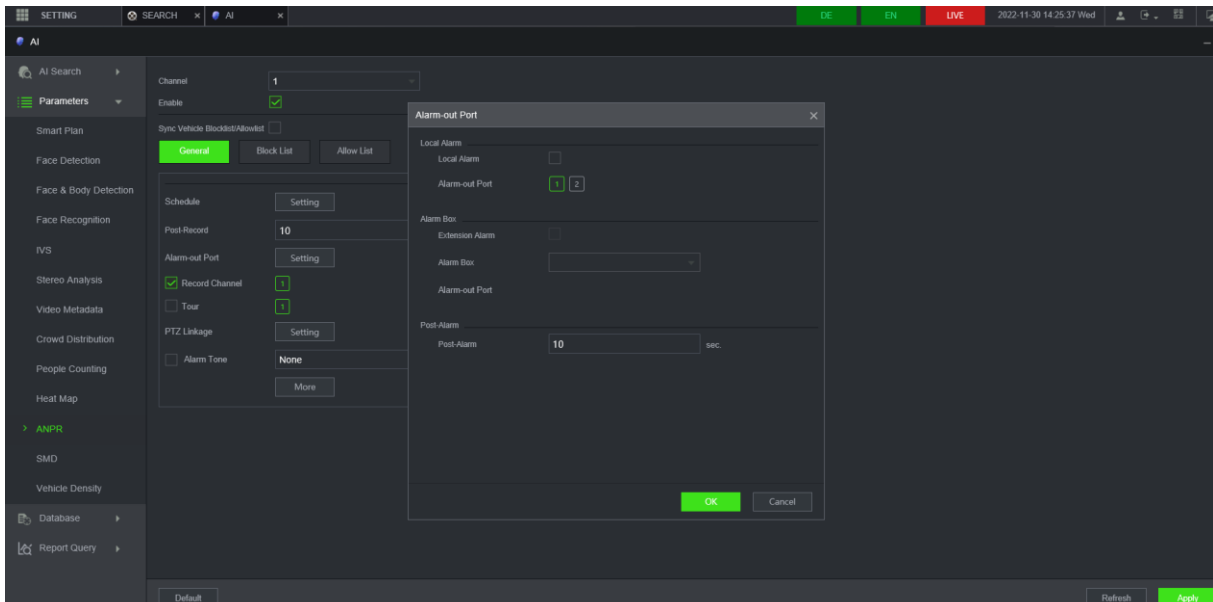 SETTING SEARCH × AI × DE EN LIVE 2022-11-30 14:25:37 Wed
AI
AI Search
Parameters
Smart Plan
Face Detection
Face & Body Detection
Face Recognition
IVS
Stereo Analysis
Video Metadata
Crowd Distribution
People Counting
Heat Map
ANPR
SMD
Vehicle Density
Database
Report Query
Channel 1
Enable
Sync Vehicle Blocklist/Allowlist
General Block List Allow List
Schedule Setting
Post-Record 10
Alarm-out Port Setting
Record Channel 1
Tour 1
PTZ Linkage Setting
Alarm Tone None
More
Alarm-out Port ×
Local Alarm
Local Alarm
Alarm-out Port 1 2
Alarm Box
Extension Alarm
Alarm Box
Alarm-out Port
Post-Alarm
Post-Alarm 10 sec.
OK Cancel
Default Refresh Apply